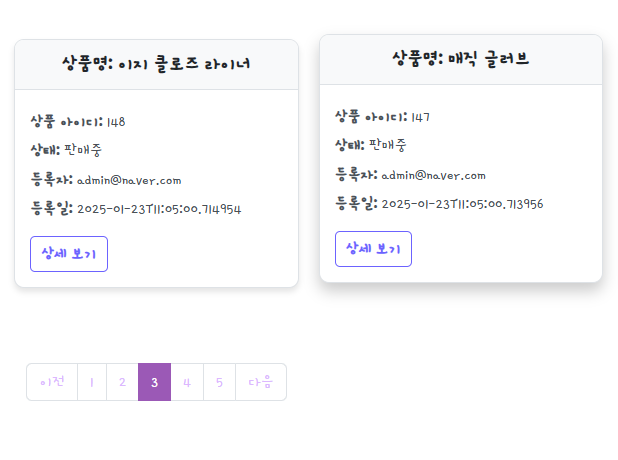 상품명: 이지 클로즈 라이너
상품 아이디: 148
상태: 판매중
등록자: admin@naver.com
등록일: 2025-01-23T11:05:00.714954
상세 보기
상품명: 매직 글러브
상품 아이디: 147
상태: 판매중
등록자: admin@naver.com
등록일: 2025-01-23T11:05:00.713956
상세 보기
이전 1 2 3 4 5 다음